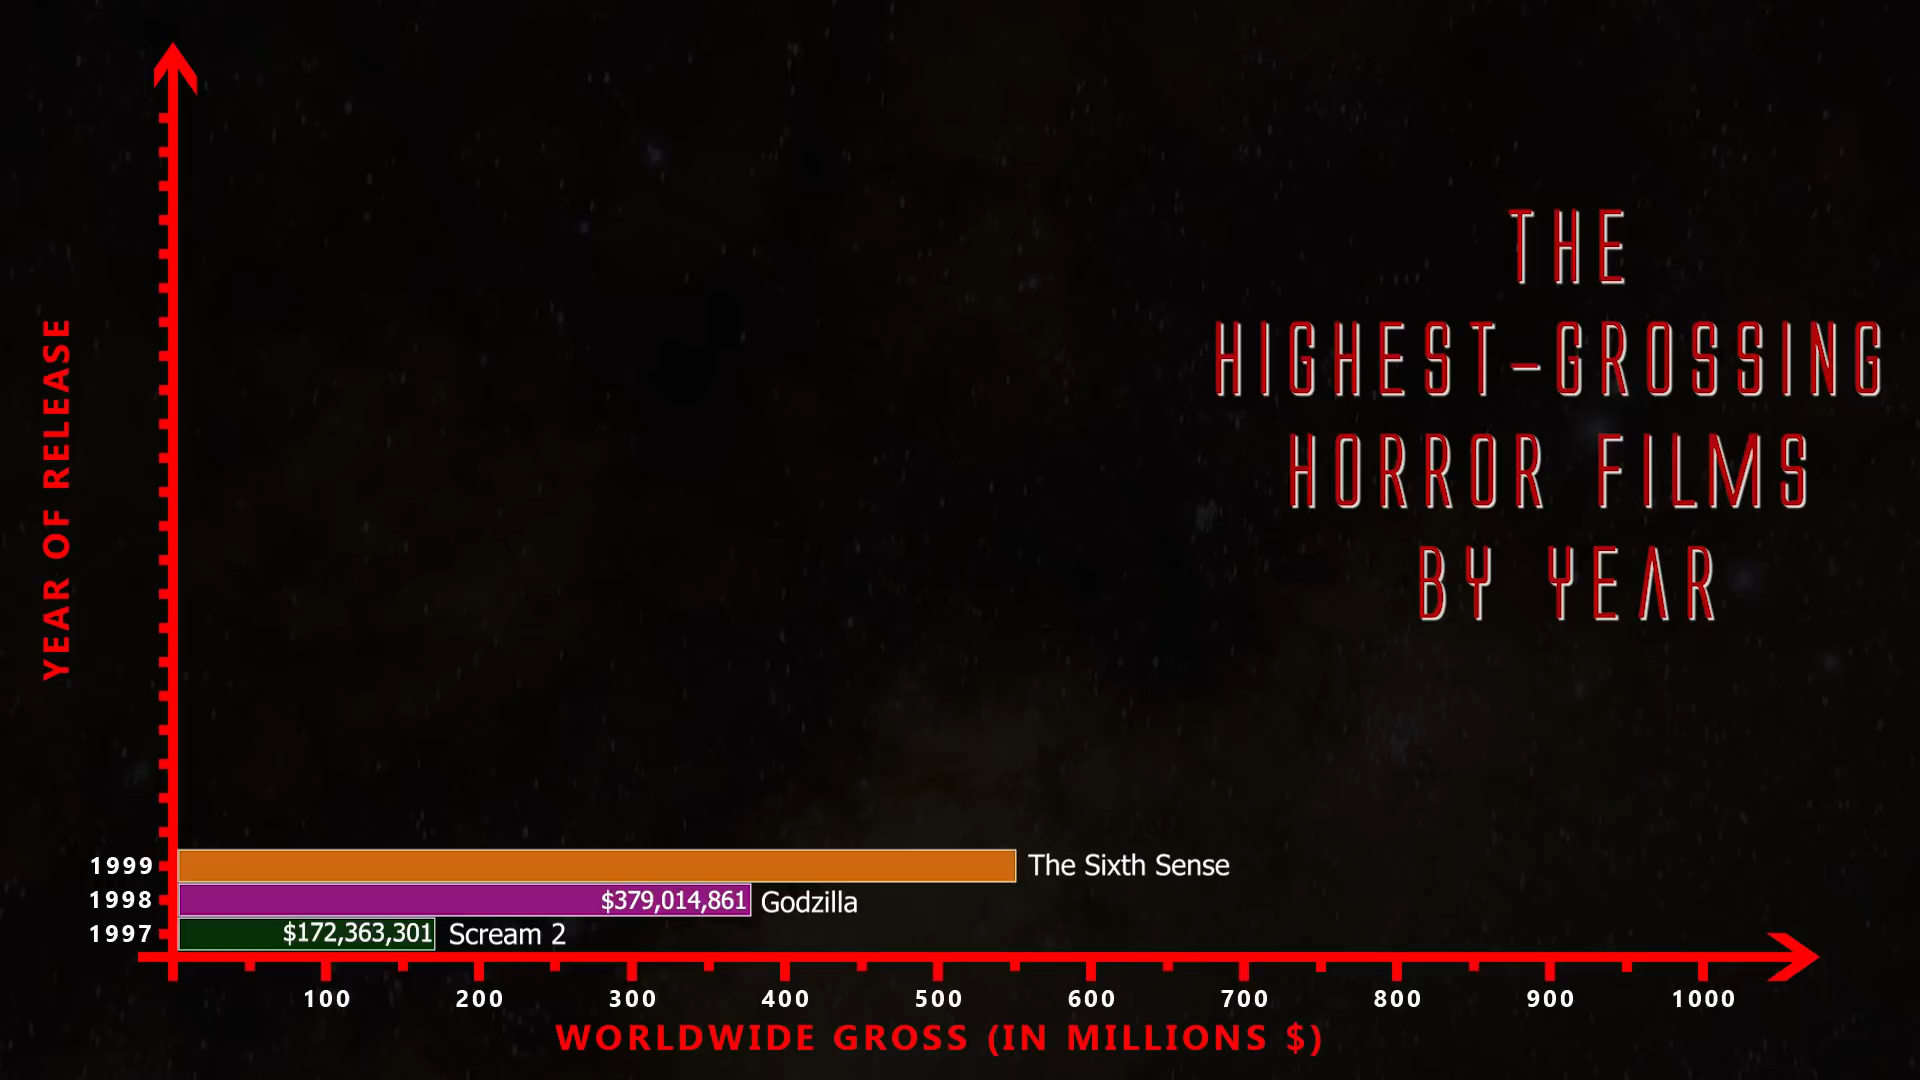 THE
HIGHEST-GROSSING
HORROR FILMS
BY YEAR
YEAR OF RELEASE
1999 The Sixth Sense
1998 $379,014,861 Godzilla
1997 $172,363,301 Scream 2
100 200 300 400 500 600 700 800 900 1000
WORLDWIDE GROSS (IN MILLIONS $)